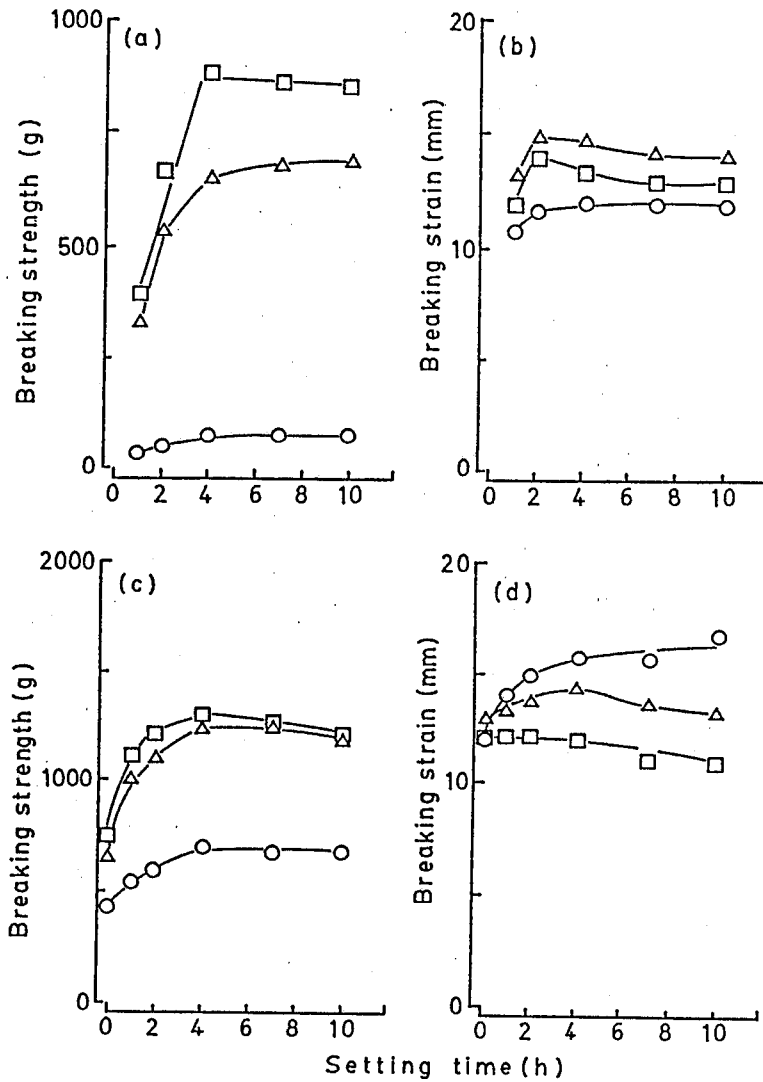 (a)
Breaking strength (g)
1000
500
0
0 2 4 6 8 10
(b)
Breaking strain (mm)
20
10
0
0 2 4 6 8 10
(c)
Breaking strength (g)
2000
1000
0
0 2 4 6 8 10
(d)
Breaking strain (mm)
20
10
0
0 2 4 6 8 10
Setting time (h)